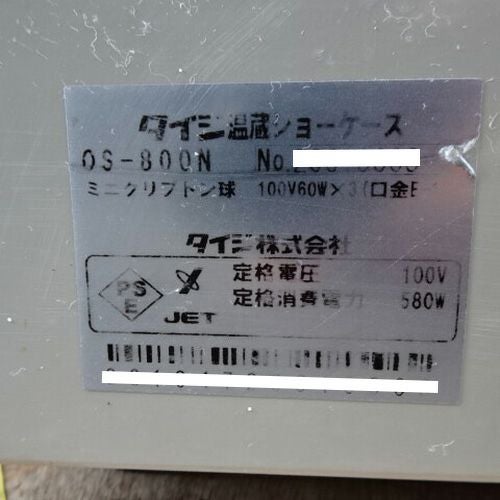 タイジ温蔵ショーケース
OS-800N No.
ミニクリプトン球 100V60W×3(口金E
タイジ株式会社
定格電圧 100V
定格消費電力 580W
PS
E
JET